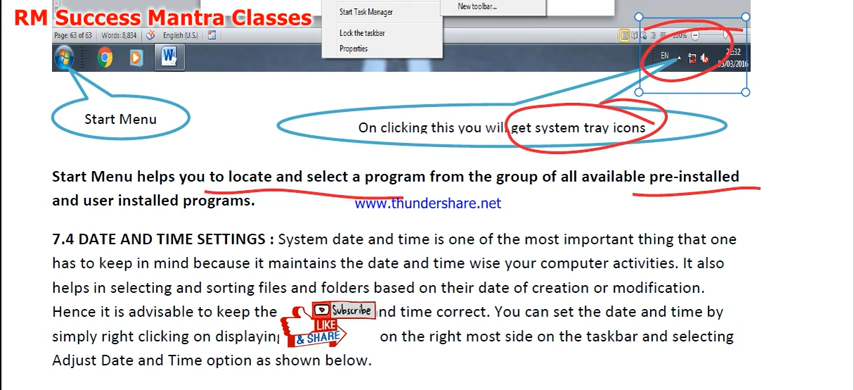 RM Success Mantra Classes
Start Task Manager
New toolbar...
Lock the taskbar
Page: 63 of 63 Words: 8,834 English (U.S.)
Properties
EN
03/03/2016
Start Menu
On clicking this you will get system tray icons
Start Menu helps you to locate and select a program from the group of all available pre-installed
and user installed programs.
www.thundershare.net
7.4 DATE AND TIME SETTINGS : System date and time is one of the most important thing that one
has to keep in mind because it maintains the date and time wise your computer activities. It also
helps in selecting and sorting files and folders based on their date of creation or modification.
Hence it is advisable to keep the Subscribe nd time correct. You can set the date and time by
LIKE
simply right clicking on displaying & SHARE on the right most side on the taskbar and selecting
Adjust Date and Time option as shown below.